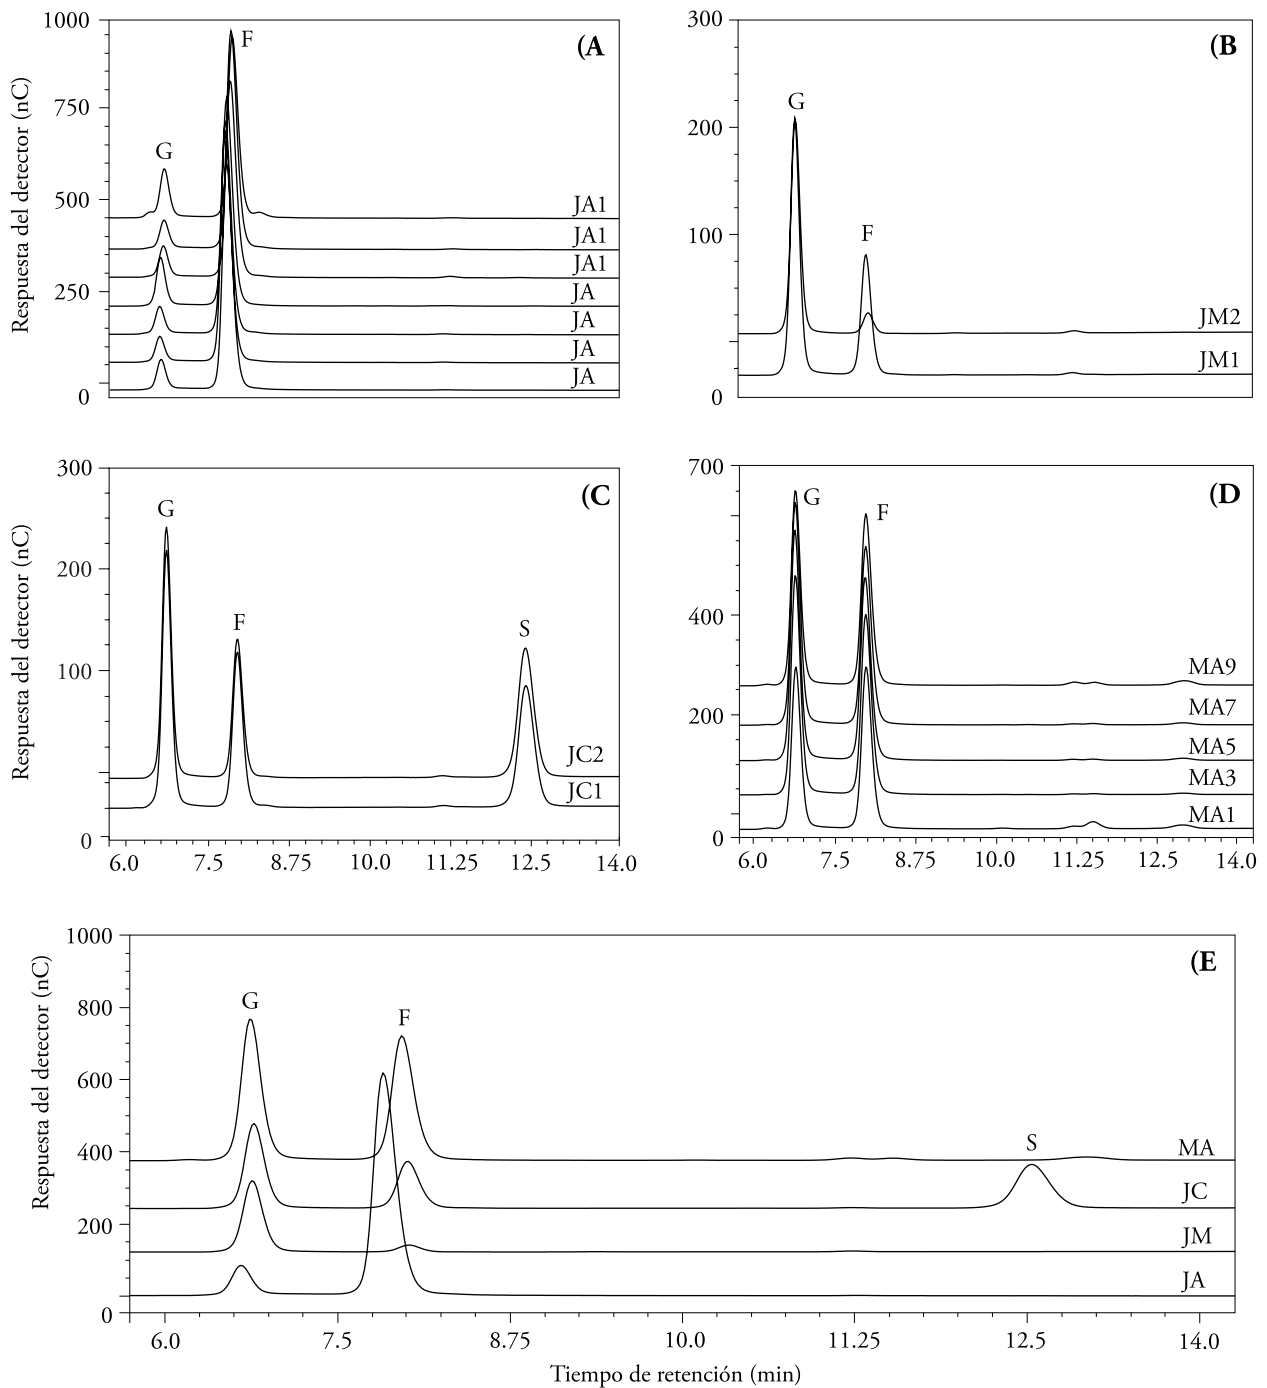 1000
750
500
250
0
Respuesta del detector (nC)
G
F
(A
JA1
JA1
JA1
JA
JA
JA
JA
300
200
100
0
G
F
(B
JM2
JM1
300
200
100
0
Respuesta del detector (nC)
G
F
S
(C
JC2
JC1
6.0 7.5 8.75 10.0 11.25 12.5 14.0
700
400
200
0
G
F
(D
MA9
MA7
MA5
MA3
MA1
6.0 7.5 8.75 10.0 11.25 12.5 14.0
1000
800
600
400
200
0
Respuesta del detector (nC)
G
F
S
(E
MA
JC
JM
JA
6.0 7.5 8.75 10.0 11.25 12.5 14.0
Tiempo de retención (min)